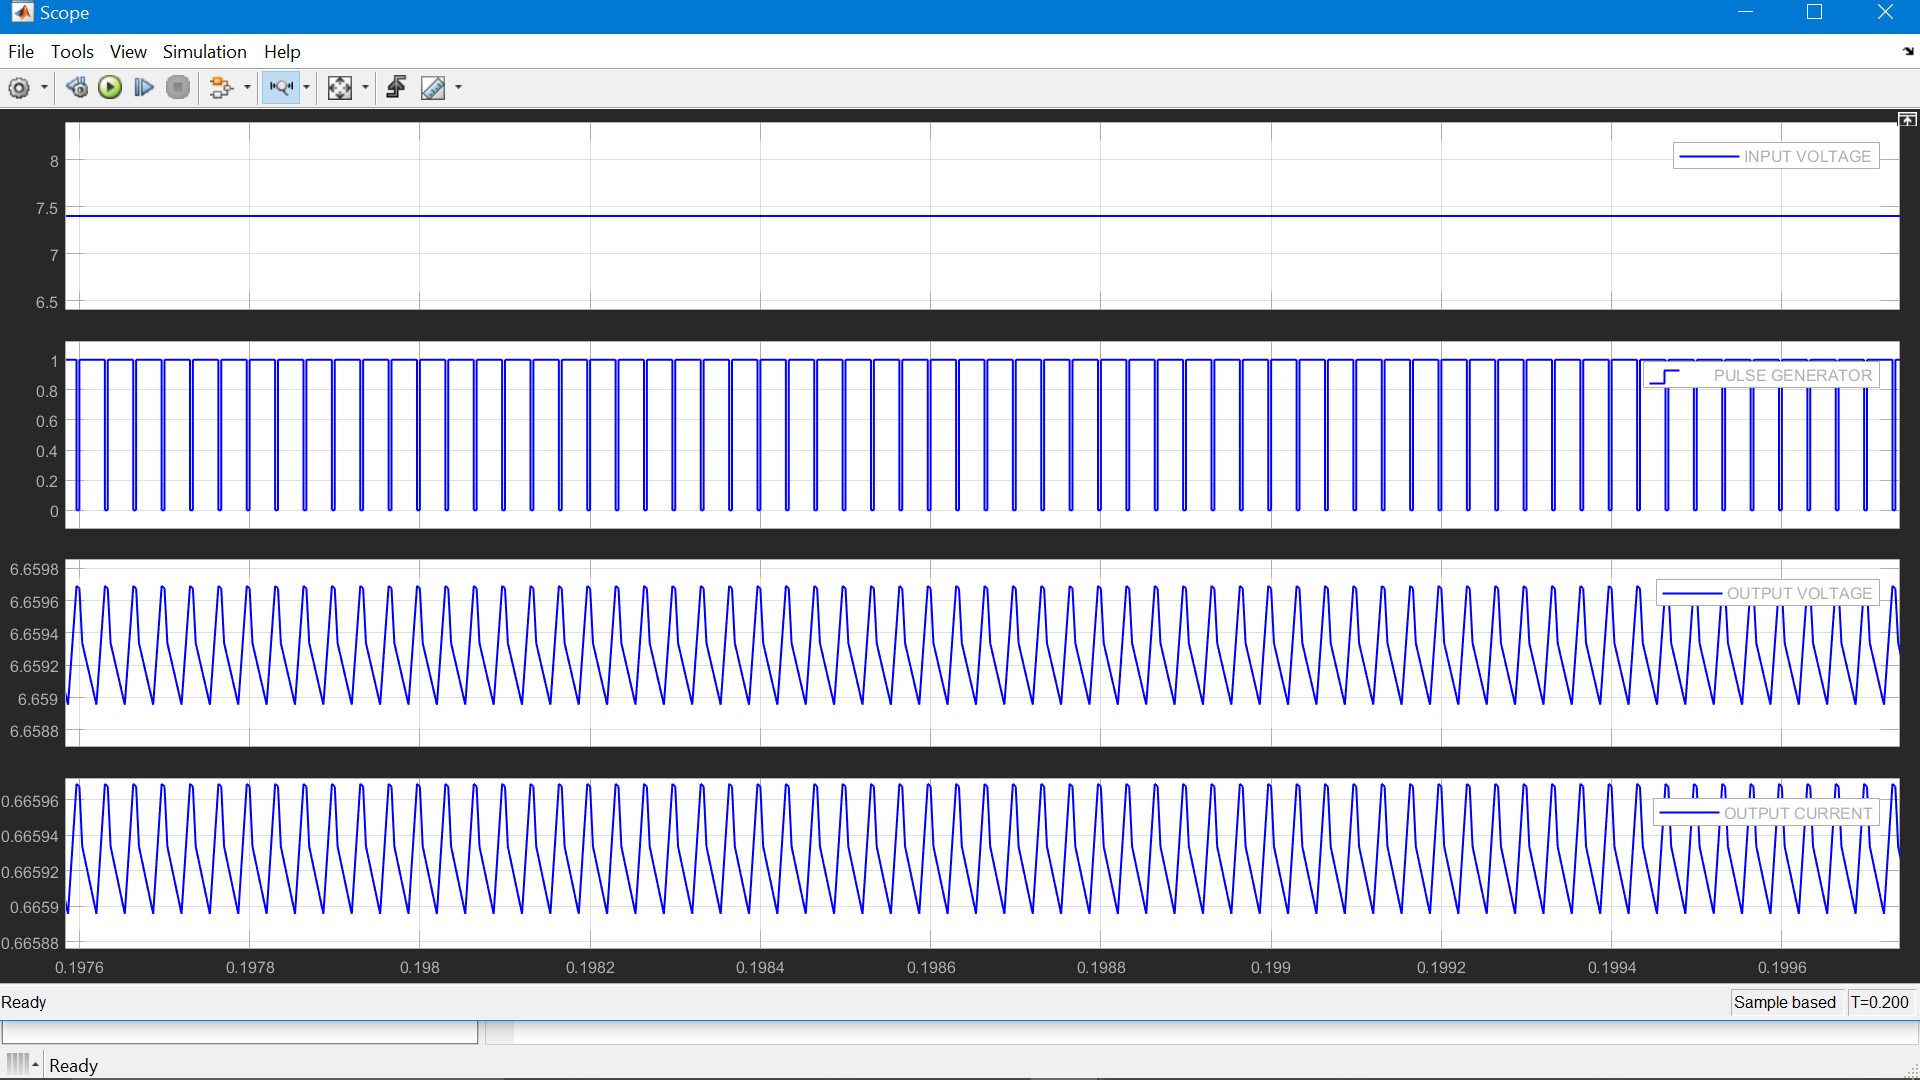 Scope
File Tools View Simulation Help
INPUT VOLTAGE
8
7.5
7
6.5
PULSE GENERATOR
1
0.8
0.6
0.4
0.2
0
OUTPUT VOLTAGE
6.6598
6.6596
6.6594
6.6592
6.659
6.6588
OUTPUT CURRENT
0.66596
0.66594
0.66592
0.6659
0.66588
0.1976 0.1978 0.198 0.1982 0.1984 0.1986 0.1988 0.199 0.1992 0.1994 0.1996
Ready Sample based T=0.200
Ready